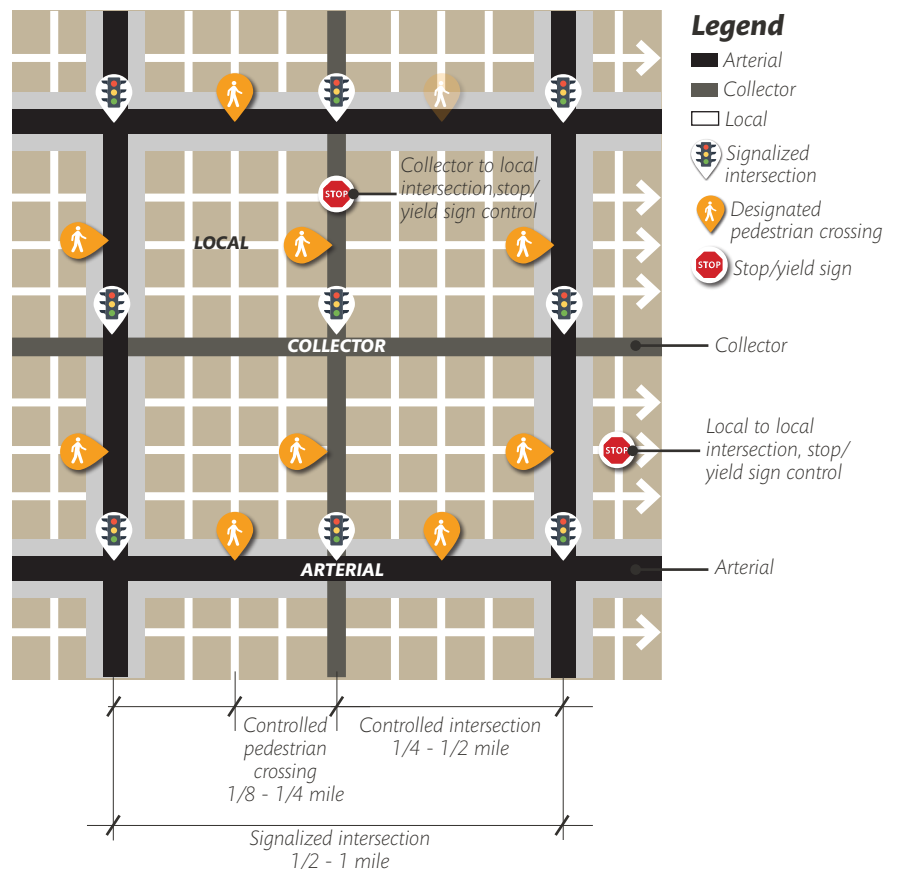 Legend
Arterial
Collector
Local
Signalized
intersection
Designated
pedestrian crossing
STOP
Stop/yield sign
Collector to local
intersection,stop/
yield sign control
STOP
LOCAL
COLLECTOR
Collector
STOP
Local to local
intersection, stop/
yield sign control
ARTERIAL
Arterial
Controlled
pedestrian
crossing
1/8 - 1/4 mile
Controlled intersection
1/4 - 1/2 mile
Signalized intersection
1/2 - 1 mile